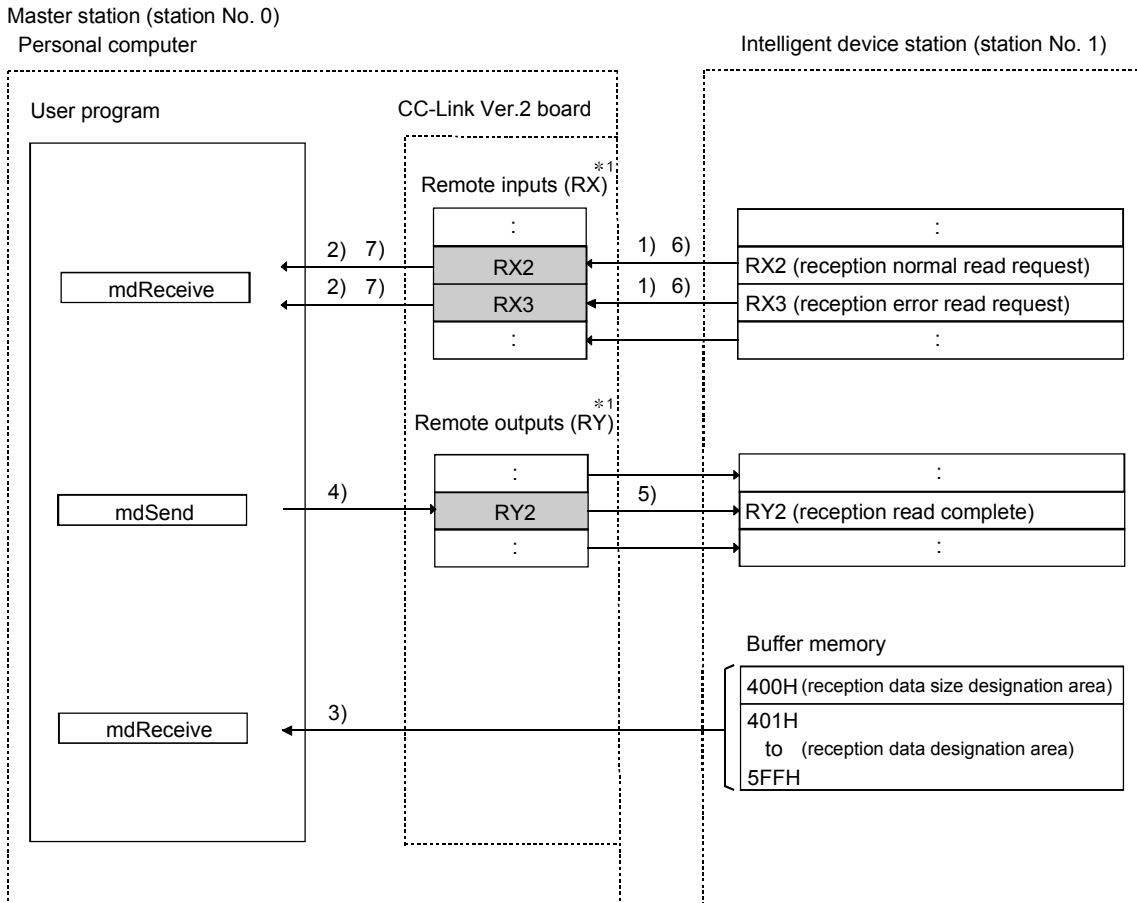 Master station (station No. 0)
Personal computer
Intelligent device station (station No. 1)
User program
CC-Link Ver.2 board
*1
Remote inputs (RX)
:
:
2) 7)
1) 6)
RX2
RX2 (reception normal read request)
mdReceive
2) 7)
1) 6)
RX3
RX3 (reception error read request)
:
:
*1
Remote outputs (RY)
:
:
4)
5)
mdSend
RY2
RY2 (reception read complete)
:
:
Buffer memory
400H (reception data size designation area)
3)
mdReceive
401H
to (reception data designation area)
5FFH